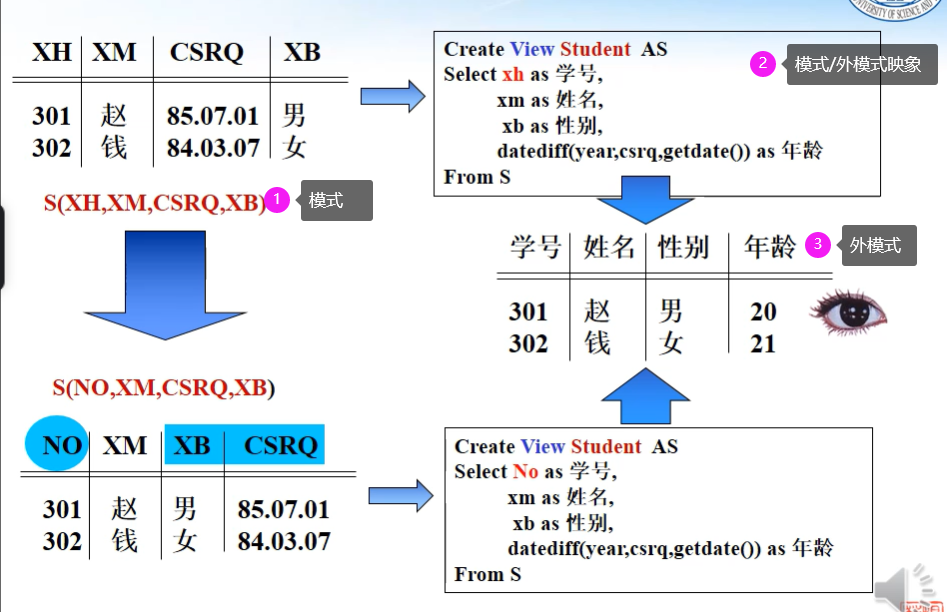 UNIVERSITY OF SCIENCE AND
XH XM CSRQ XB
301 赵 85.07.01 男
302 钱 84.03.07 女
S(XH,XM,CSRQ,XB)
1 模式
Create View Student AS
Select xh as 学号,
xm as 姓名,
xb as 性别,
datediff(year,csrq,getdate()) as 年龄
From S
2 模式/外模式映象
学号 姓名 性别 年龄
301 赵 男 20
302 钱 女 21
3 外模式
S(NO,XM,CSRQ,XB)
NO XM XB CSRQ
301 赵 男 85.07.01
302 钱 女 84.03.07
Create View Student AS
Select No as 学号,
xm as 姓名,
xb as 性别,
datediff(year,csrq,getdate()) as 年龄
From S